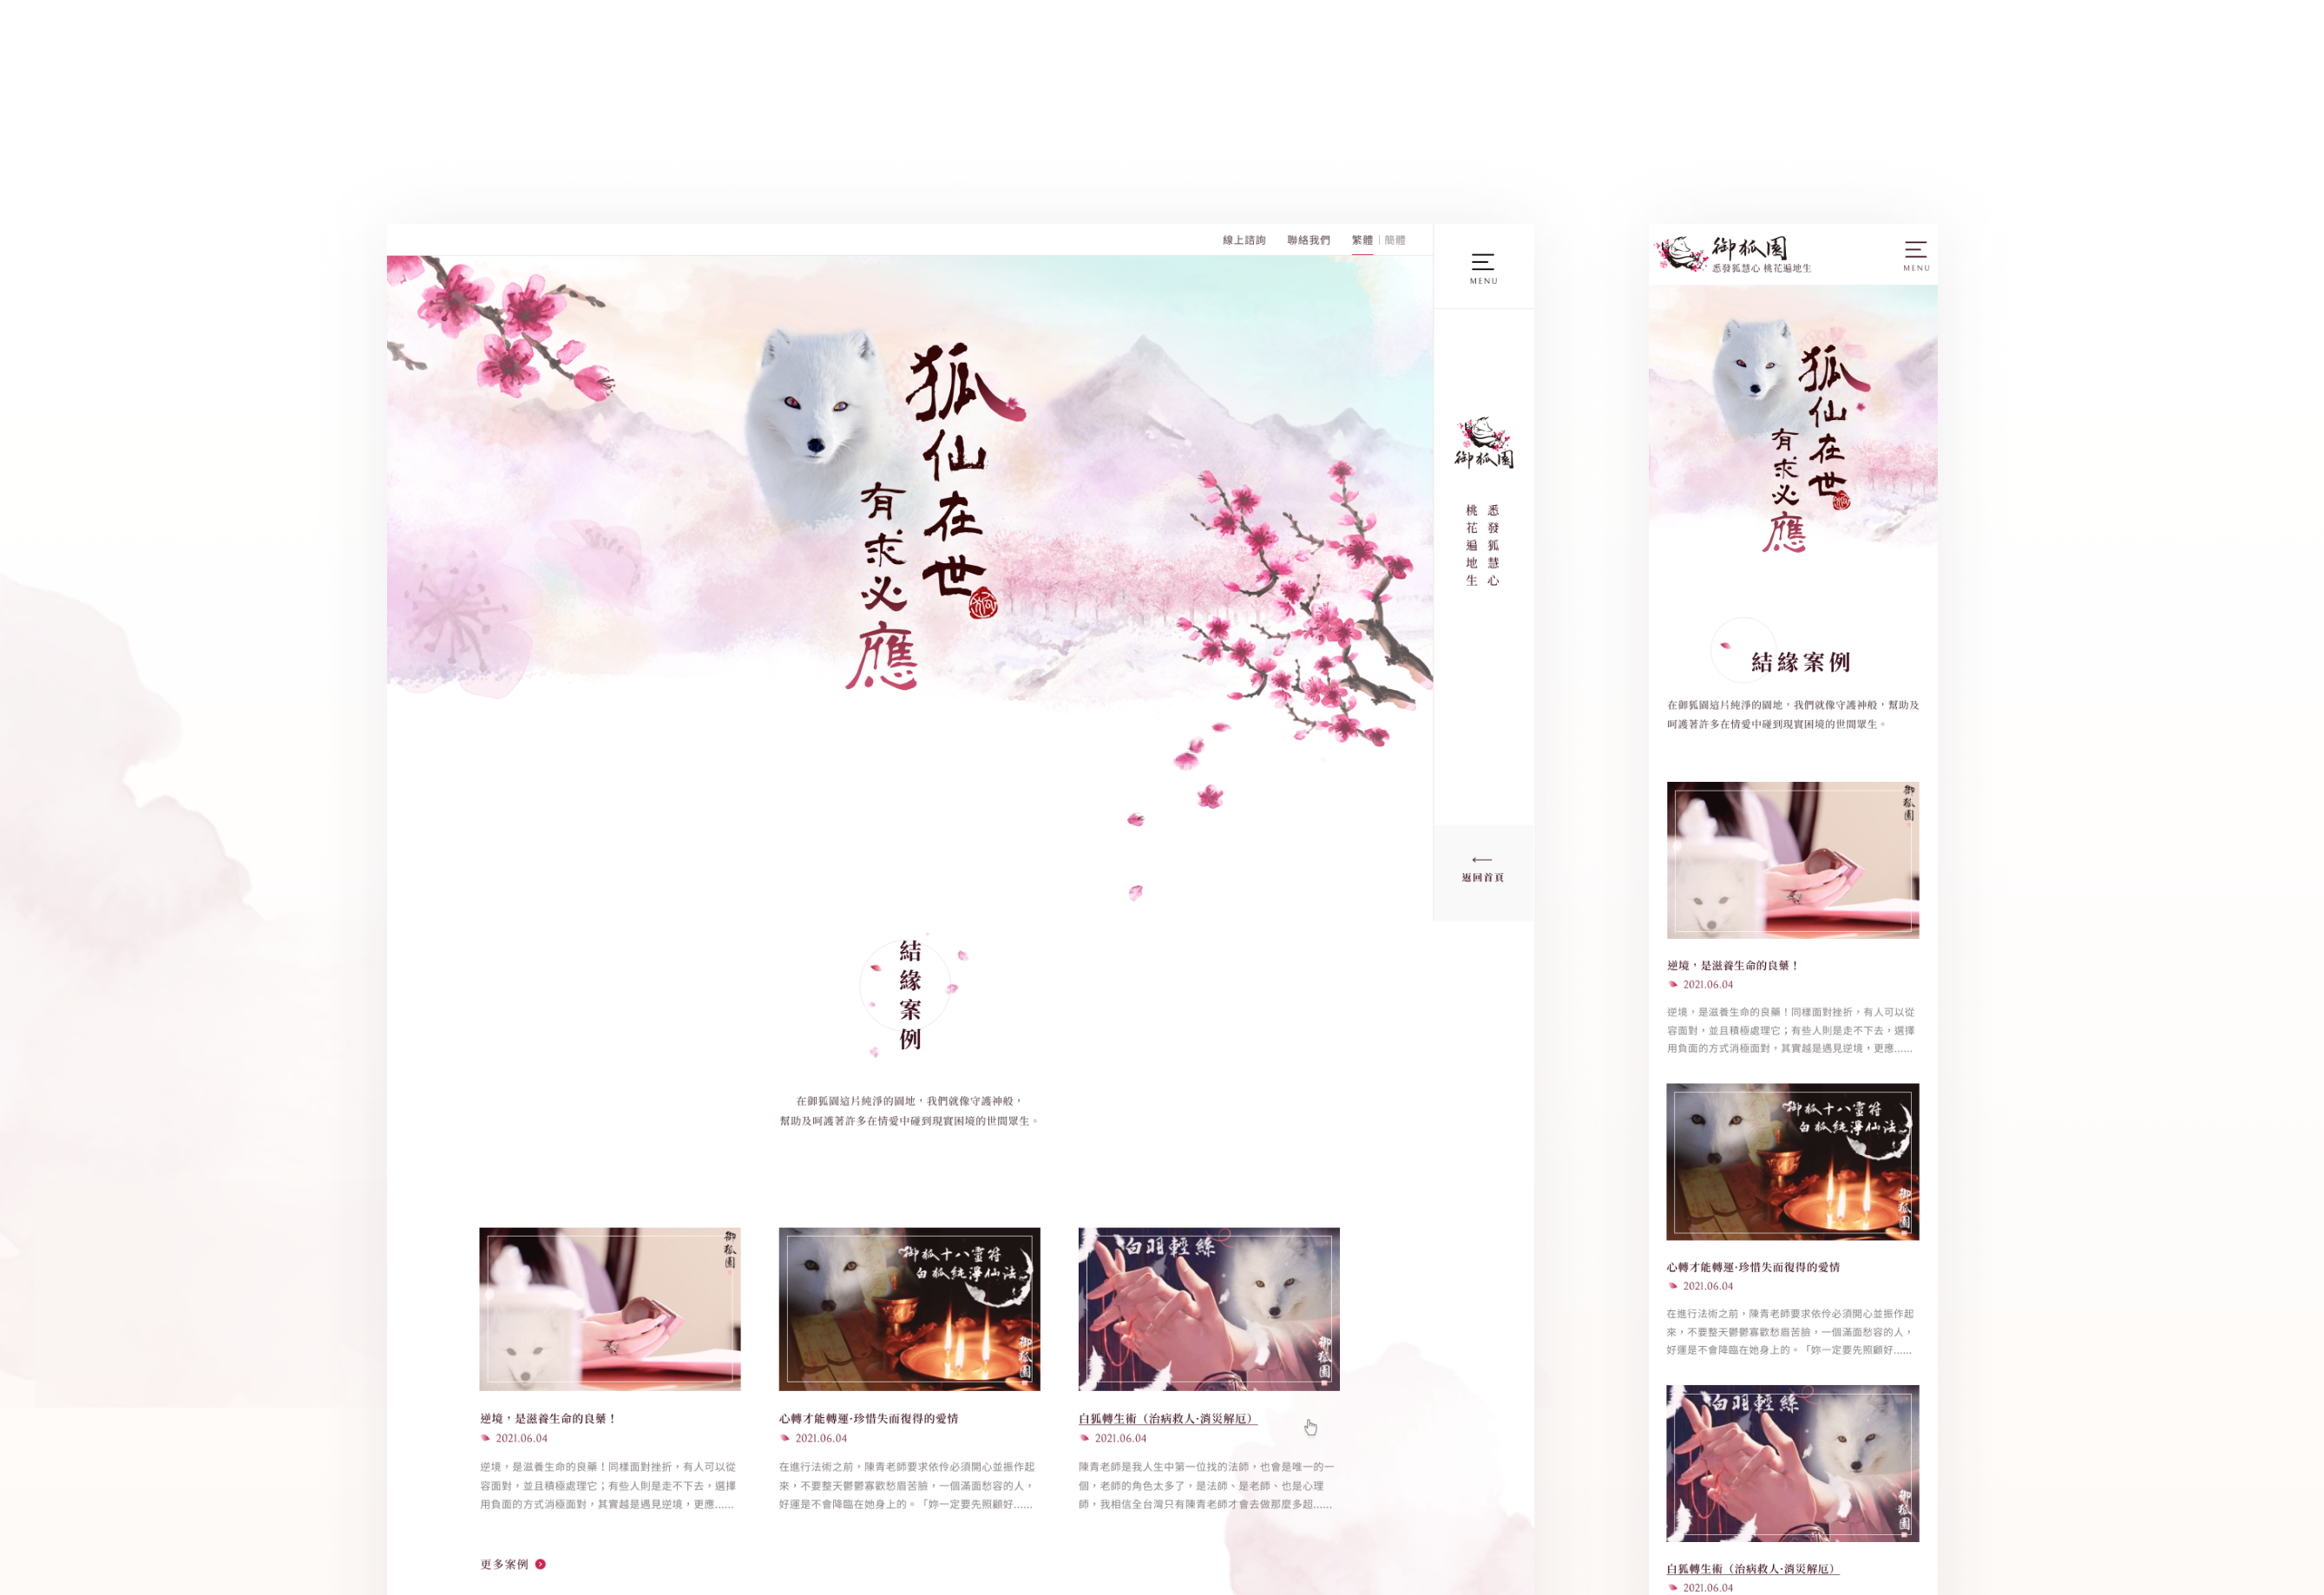 線上諮詢 聯絡我們 繁體 | 簡體
MENU
狐仙在世
有求必應
御狐園
悉發狐慧心
桃花遍地生
返回首頁
結緣案例
在御狐園這片純淨的園地，我們就像守護神般，
幫助及呵護著許多在情愛中碰到現實困境的世間眾生。
御狐園
逆境，是滋養生命的良藥！
2021.06.04
逆境，是滋養生命的良藥！同樣面對挫折，有人可以從
容面對，並且積極處理它；有些人則是走不下去，選擇
用負面的方式消極面對，其實越是遇見逆境，更應......
御狐十八靈符
白狐純淨仙法
御狐園
心轉才能轉運·珍惜失而復得的愛情
2021.06.04
在進行法術之前，陳青老師要求依伶必須開心並振作起
來，不要整天鬱鬱寡歡愁眉苦臉，一個滿面愁容的人，
好運是不會降臨在她身上的。「妳一定要先照顧好......
白羽輕絲
御狐園
白狐轉生術（治病救人·消災解厄）
2021.06.04
陳青老師是我人生中第一位找的法師，也會是唯一的一
個，老師的角色太多了，是法師、是老師、也是心理
師，我相信全台灣只有陳青老師才會去做那麼多超......
更多案例
御狐園
悉發狐慧心 桃花遍地生
MENU
狐仙在世
有求必應
結緣案例
在御狐園這片純淨的園地，我們就像守護神般，幫助及
呵護著許多在情愛中碰到現實困境的世間眾生。
御狐園
逆境，是滋養生命的良藥！
2021.06.04
逆境，是滋養生命的良藥！同樣面對挫折，有人可以從
容面對，並且積極處理它；有些人則是走不下去，選擇
用負面的方式消極面對，其實越是遇見逆境，更應......
御狐十八靈符
白狐純淨仙法
御狐園
心轉才能轉運·珍惜失而復得的愛情
2021.06.04
在進行法術之前，陳青老師要求依伶必須開心並振作起
來，不要整天鬱鬱寡歡愁眉苦臉，一個滿面愁容的人，
好運是不會降臨在她身上的。「妳一定要先照顧好......
白羽輕絲
御狐園
白狐轉生術（治病救人·消災解厄）
2021.06.04